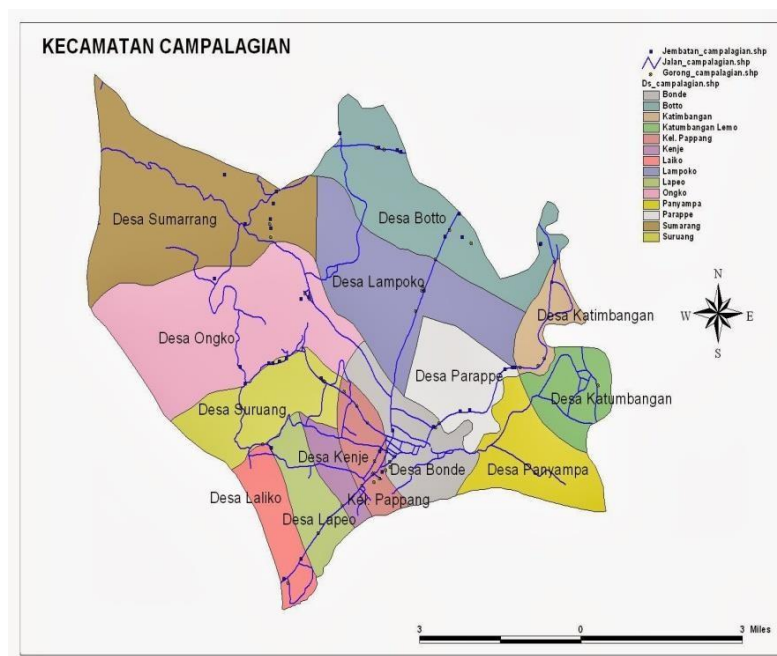 KECAMATAN CAMPALAGIAN
Jembatan_campalagian.shp
Jalan_campalagian.shp
Gorong_campalagian.shp
Ds_campalagian.shp
Bonde
Botto
Katimbangan
Katumbangan Lemo
Kel. Pappang
Kenje
Laiko
Lampoko
Lapeo
Ongko
Panyampa
Parappe
Sumarang
Suruang
Desa Sumarrang
Desa Botto
Desa Lampoko
N
W E
S
Desa Katimbangan
Desa Ongko
Desa Parappe
Desa Katumbangan
Desa Suruang
Desa Kenje
Desa Bonde
Desa Panyampa
Desa Laliko
Kel. Pappang
Desa Lapeo
3 0 3 Miles